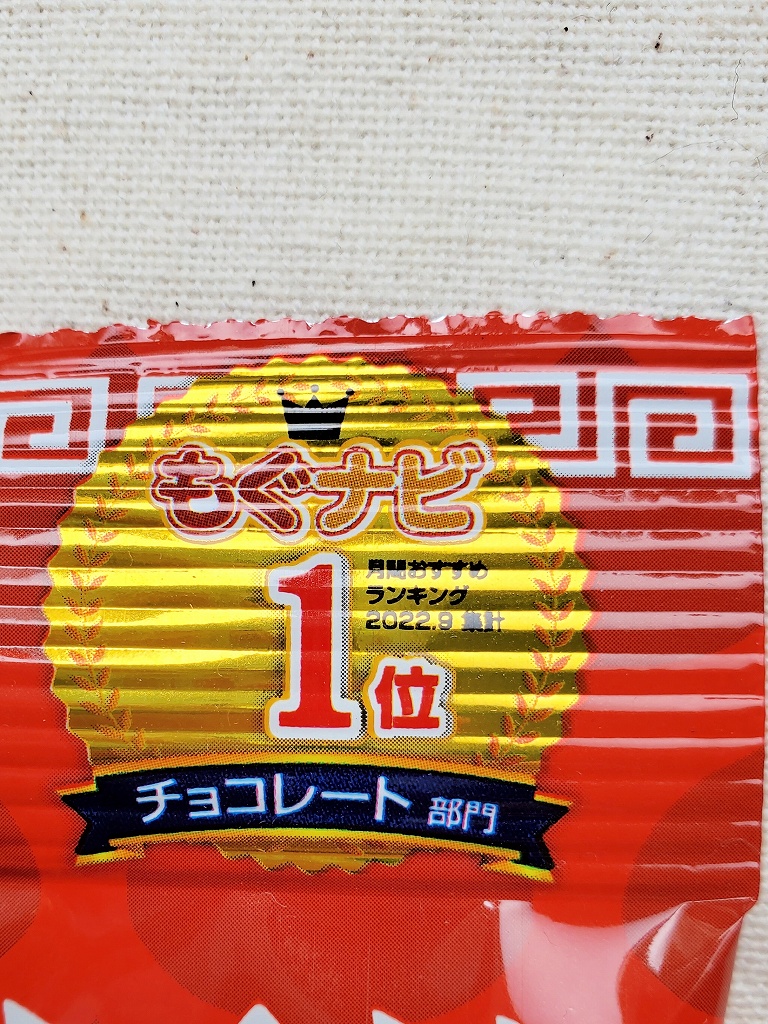 もぐナビ
1位
月間おすすめ
ランキング
2022.9 集計
チョコレート 部門